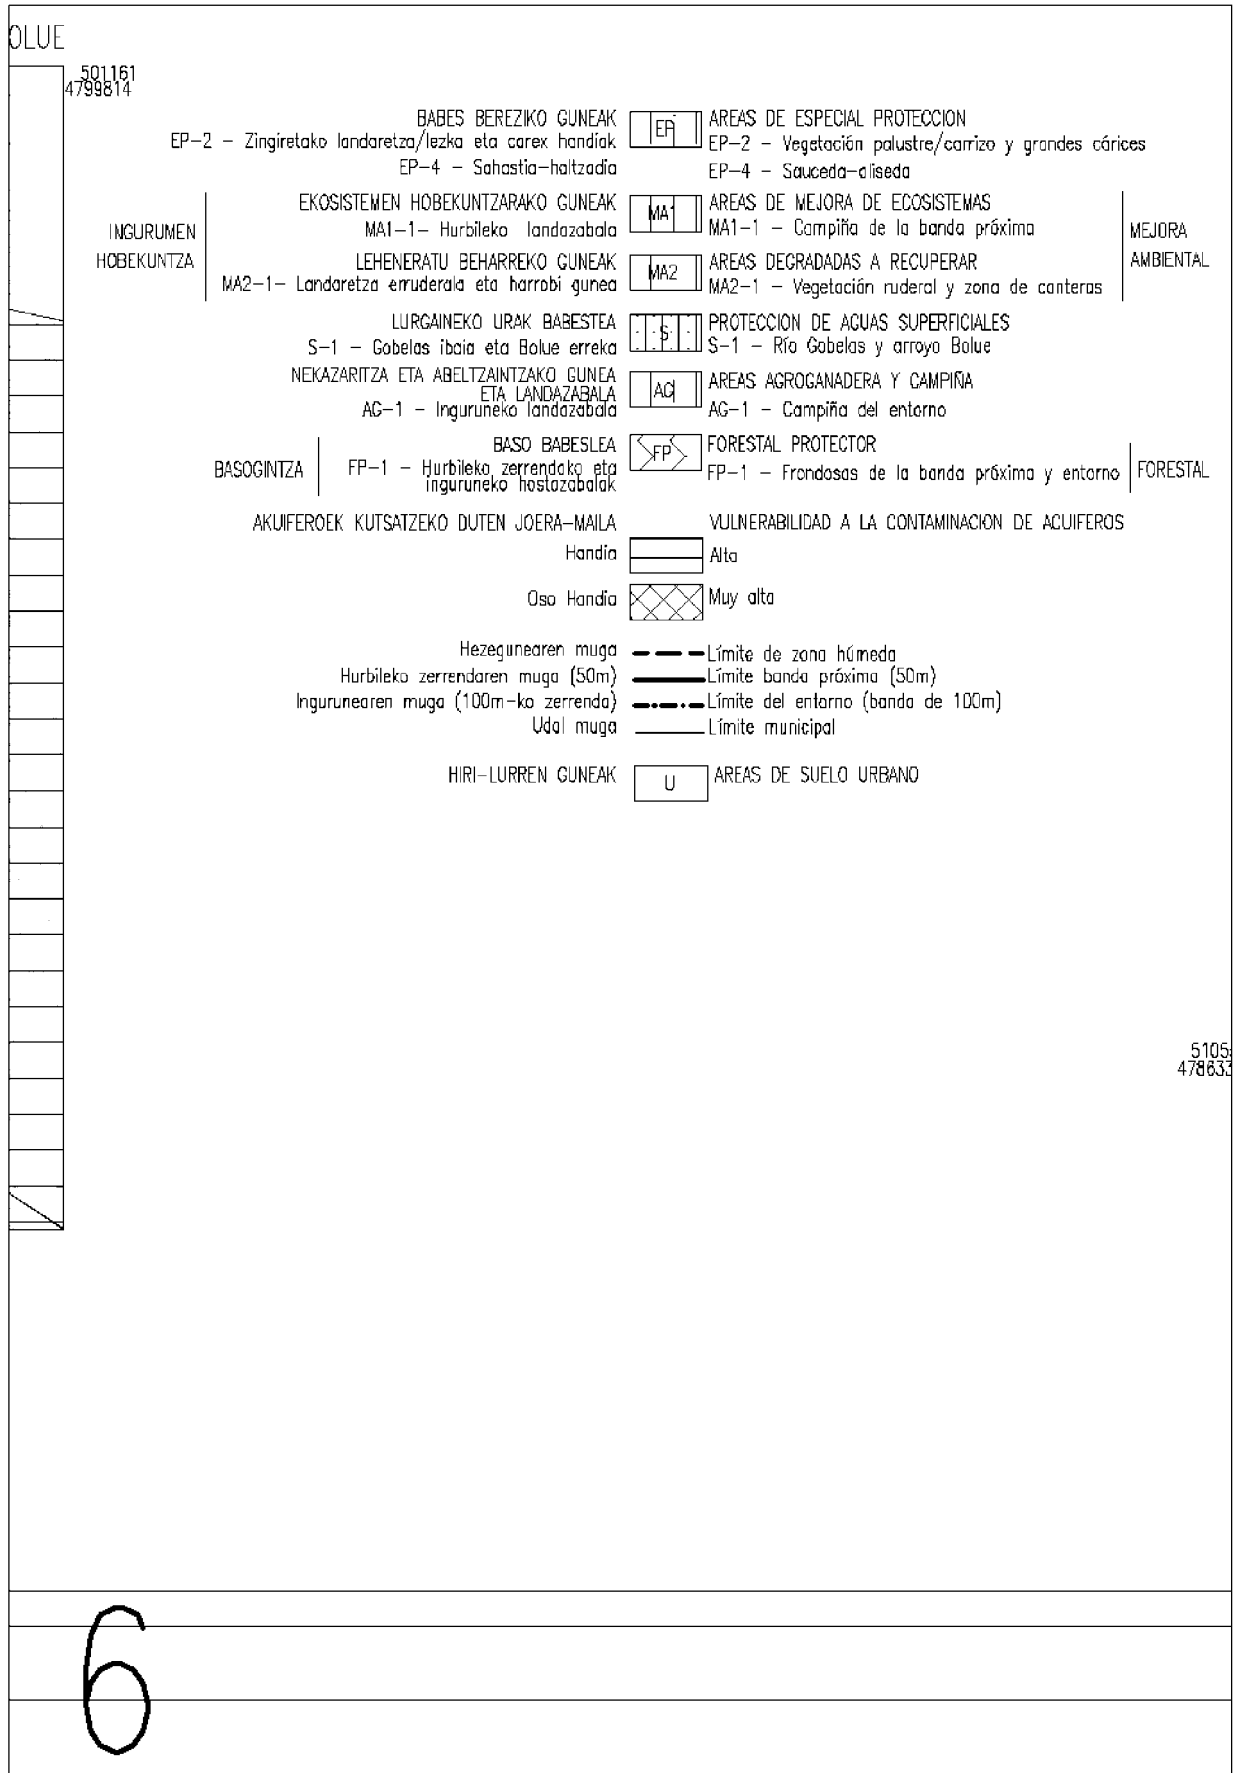 OLUE
501161
4799814
BABES BEREZIKO GUNEAK EP AREAS DE ESPECIAL PROTECCION
EP-2 - Zingiretako landaretza/lezka eta carex handiak EP-2 - Vegetación palustre/carrizo y grandes cárices
EP-4 - Sahastia-haltzadia EP-4 - Sauceda-aliseda
EKOSISTEMEN HOBEKUNTZARAKO GUNEAK MA1 AREAS DE MEJORA DE ECOSISTEMAS
INGURUMEN MA1-1- Hurbileko landazabala MA1-1 - Campiña de la banda próxima MEJORA
HOBEKUNTZA LEHENERATU BEHARREKO GUNEAK MA2 AREAS DEGRADADAS A RECUPERAR AMBIENTAL
MA2-1- Landaretza erruderala eta harrobi gunea MA2-1 - Vegetación ruderal y zona de canteras
LURGAINEKO URAK BABESTEA S PROTECCION DE AGUAS SUPERFICIALES
S-1 - Gobelas ibaia eta Bolue erreka S-1 - Río Gobelas y arroyo Bolue
NEKAZARITZA ETA ABELTZAINTZAKO GUNEA
ETA LANDAZABALA AG AREAS AGROGANADERA Y CAMPIÑA
AG-1 - Inguruneko landazabala AG-1 - Campiña del entorno
BASO BABESLEA FP FORESTAL PROTECTOR
BASOGINTZA FP-1 - Hurbileko zerrendako eta FP-1 - Frondosas de la banda próxima y entorno FORESTAL
inguruneko hostozabalak
AKUIFEROEK KUTSATZEKO DUTEN JOERA-MAILA VULNERABILIDAD A LA CONTAMINACION DE ACUIFEROS
Handia Alta
Oso Handia Muy alta
Hezegunearen muga Límite de zona húmeda
Hurbileko zerrendaren muga (50m) Límite banda próxima (50m)
Ingurunearen muga (100m-ko zerrenda) Límite del entorno (banda de 100m)
Udal muga Límite municipal
HIRI-LURREN GUNEAK U AREAS DE SUELO URBANO
5105
478633
6